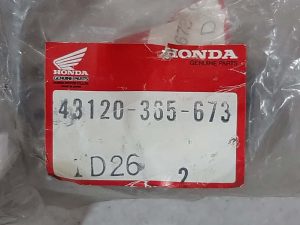 HONDA
HONDA
GENUINE PARTS
43120-365-673
1D26
2